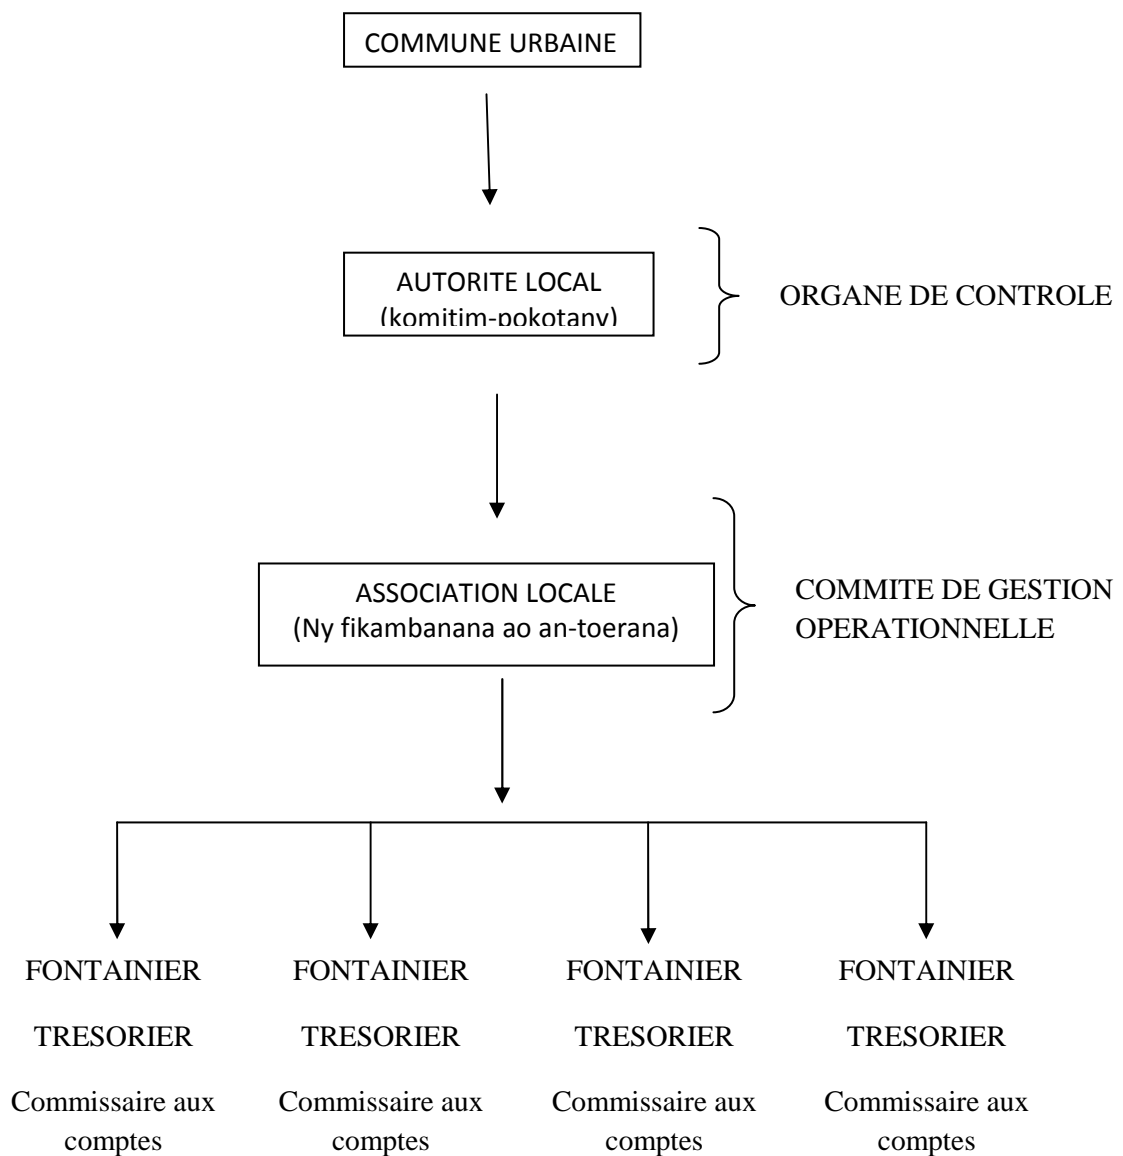 COMMUNE URBAINE
AUTORITE LOCAL
(komitim-pokotany)
ORGANE DE CONTROLE
ASSOCIATION LOCALE
(Ny fikambanana ao an-toerana)
COMMITE DE GESTION
OPERATIONNELLE
FONTAINIER FONTAINIER FONTAINIER FONTAINIER
TRESORIER TRESORIER TRESORIER TRESORIER
Commissaire aux Commissaire aux Commissaire aux Commissaire aux
comptes comptes comptes comptes